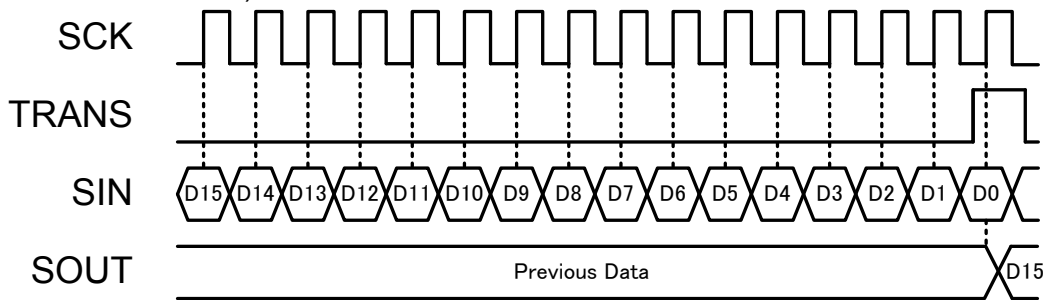 SCK
TRANS
SIN D15 D14 D13 D12 D11 D10 D9 D8 D7 D6 D5 D4 D3 D2 D1 D0
SOUT Previous Data D15